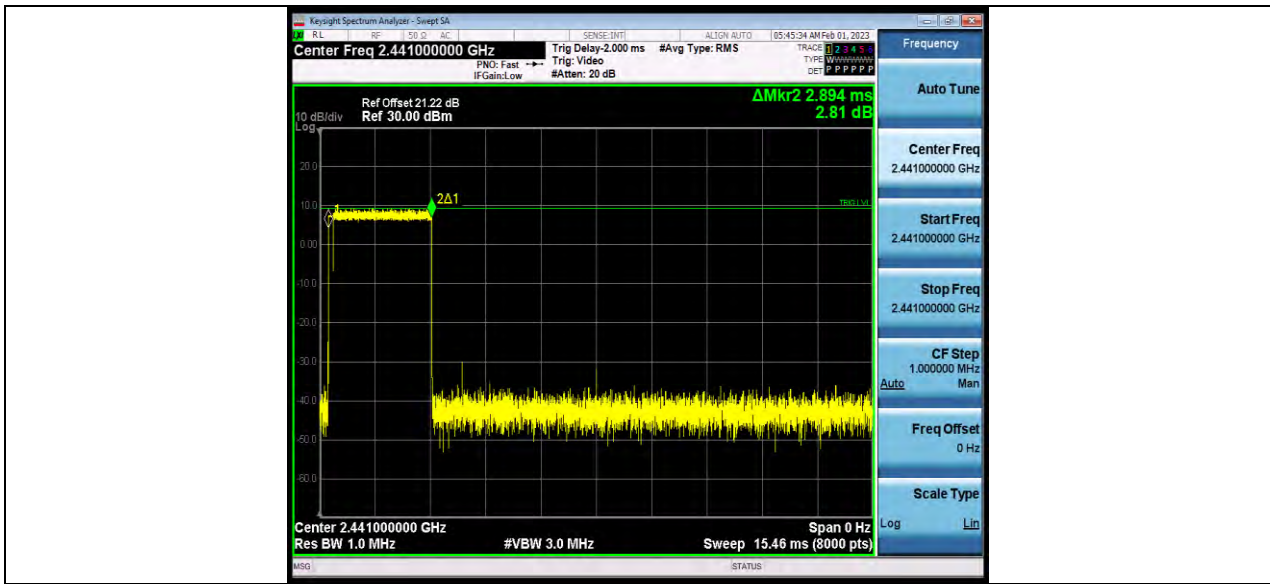 Keysight Spectrum Analyzer - Swept SA
LXI RL RF 50 Ω AC SENSE:INT ALIGN AUTO 05:45:34 AM Feb 01, 2023
Center Freq 2.441000000 GHz
PNO: Fast
IFGain:Low
Trig Delay-2.000 ms
Trig: Video
#Atten: 20 dB
#Avg Type: RMS
TRACE 1 2 3 4 5 6
TYPE WWWWWW
DET P P P P P P
Frequency
ΔMkr2 2.894 ms
2.81 dB
Ref Offset 21.22 dB
10 dB/div Ref 30.00 dBm
Log
20.0
10.0
0.00
-10.0
-20.0
-30.0
-40.0
-50.0
-60.0
1
2Δ1
TRIG LVL
Auto Tune
Center Freq
2.441000000 GHz
Start Freq
2.441000000 GHz
Stop Freq
2.441000000 GHz
CF Step
1.000000 MHz
Auto Man
Freq Offset
0 Hz
Scale Type
Log Lin
Center 2.441000000 GHz Span 0 Hz
Res BW 1.0 MHz #VBW 3.0 MHz Sweep 15.46 ms (8000 pts)
MSG STATUS